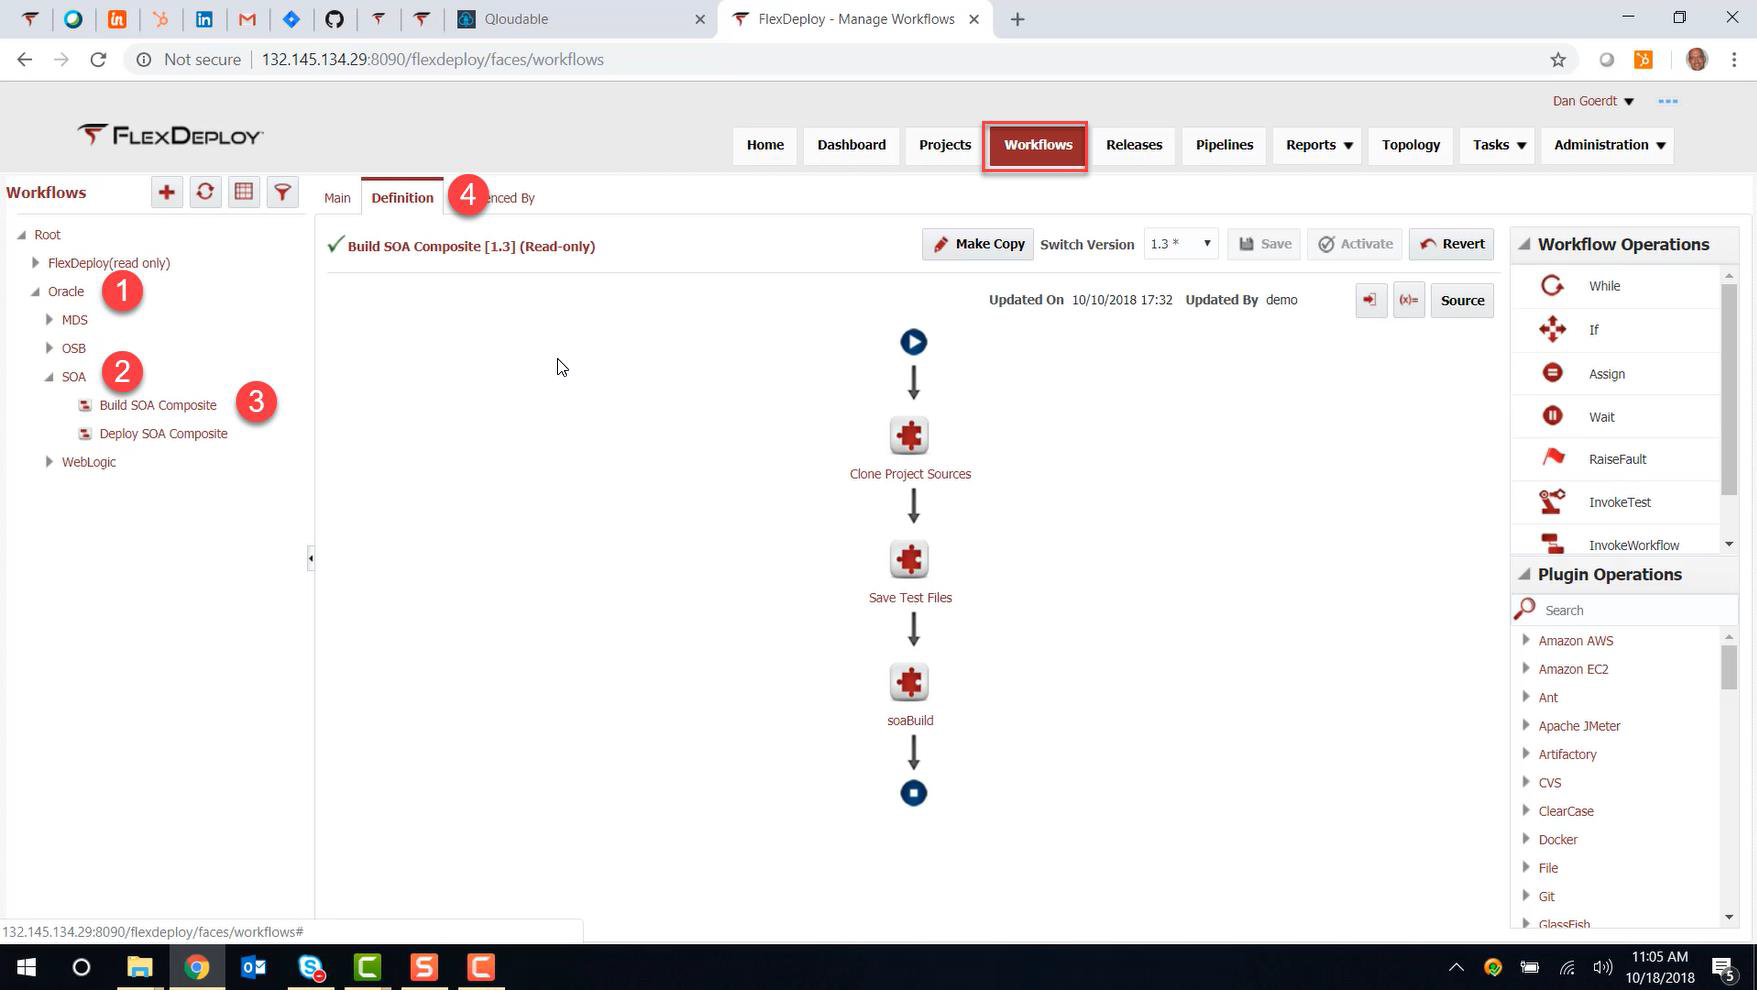 Qloudable
FlexDeploy - Manage Workflows
Not secure
132.145.134.29:8090/flexdeploy/faces/workflows
Dan Goerdt
FLEXDEPLOY
Home
Dashboard
Projects
Workflows
Releases
Pipelines
Reports
Topology
Tasks
Administration
Workflows
Main
Definition
4
enced By
Root
FlexDeploy(read only)
Oracle
1
MDS
OSB
SOA
2
Build SOA Composite
3
Deploy SOA Composite
WebLogic
Build SOA Composite [1.3] (Read-only)
Make Copy
Switch Version
1.3 *
Save
Activate
Revert
Updated On 10/10/2018 17:32 Updated By demo
(x)=
Source
Clone Project Sources
Save Test Files
soaBuild
Workflow Operations
While
If
Assign
Wait
RaiseFault
InvokeTest
InvokeWorkflow
Plugin Operations
Search
Amazon AWS
Amazon EC2
Ant
Apache JMeter
Artifactory
CVS
ClearCase
Docker
File
Git
GlassFish
132.145.134.29:8090/flexdeploy/faces/workflows#
11:05 AM
10/18/2018
5